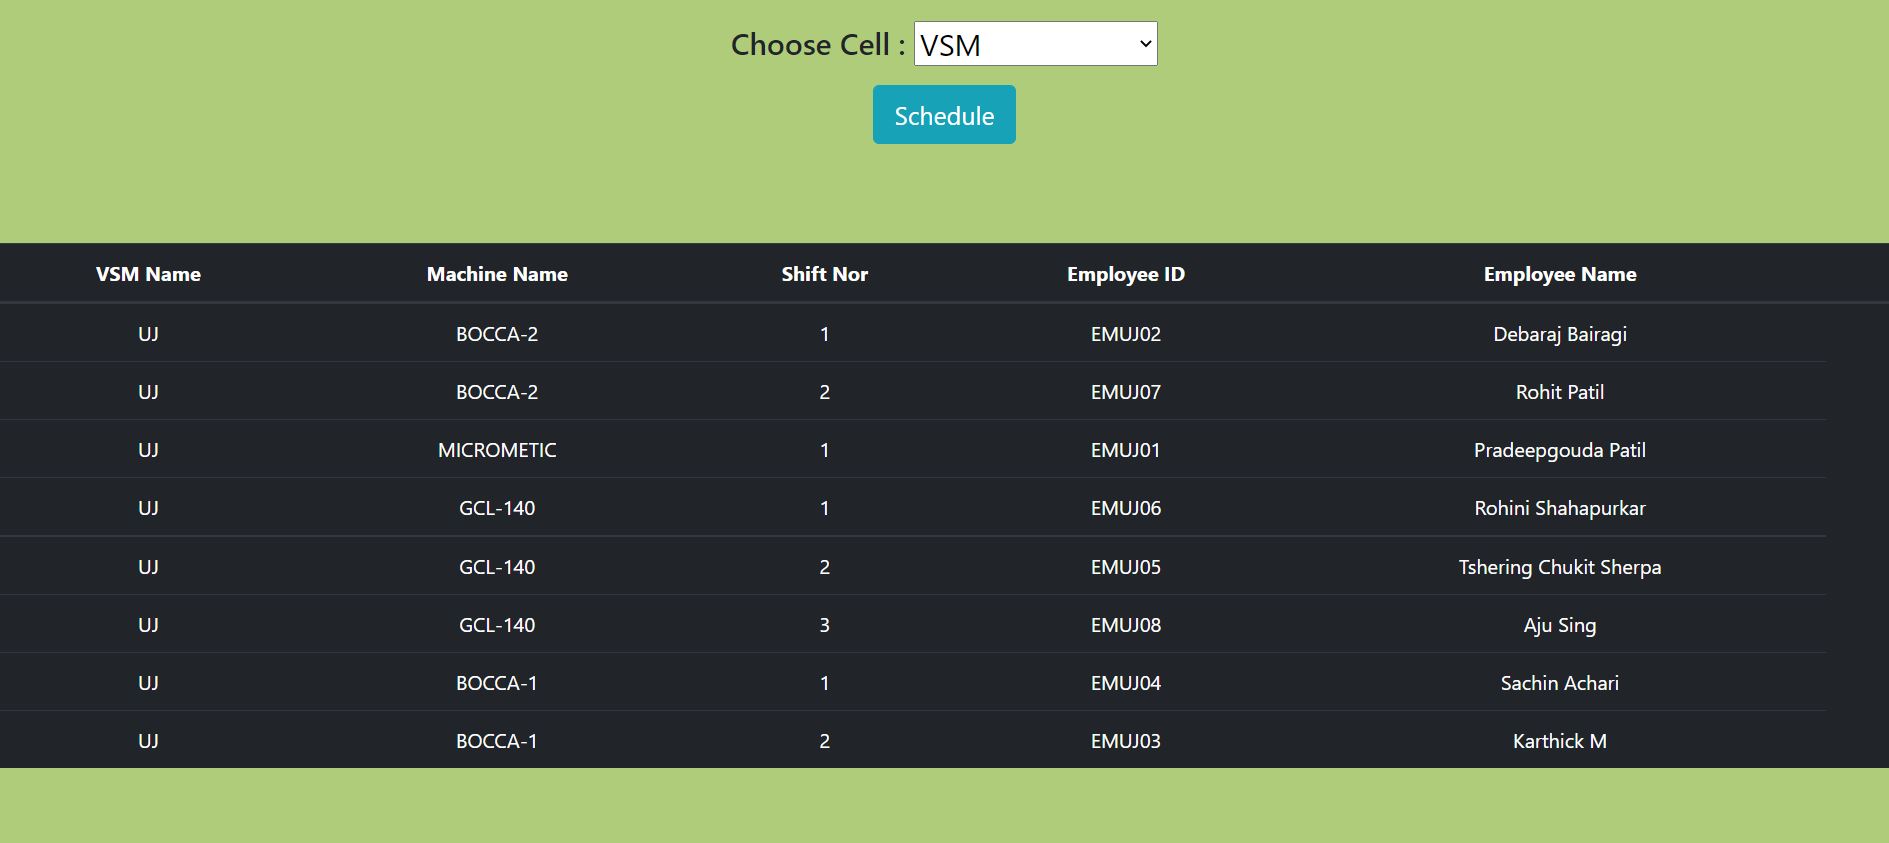 Choose Cell : VSM
Schedule
VSM Name Machine Name Shift Nor Employee ID Employee Name
UJ BOCCA-2 1 EMUJ02 Debaraj Bairagi
UJ BOCCA-2 2 EMUJ07 Rohit Patil
UJ MICROMETIC 1 EMUJ01 Pradeepgouda Patil
UJ GCL-140 1 EMUJ06 Rohini Shahapurkar
UJ GCL-140 2 EMUJ05 Tshering Chukit Sherpa
UJ GCL-140 3 EMUJ08 Aju Sing
UJ BOCCA-1 1 EMUJ04 Sachin Achari
UJ BOCCA-1 2 EMUJ03 Karthick M